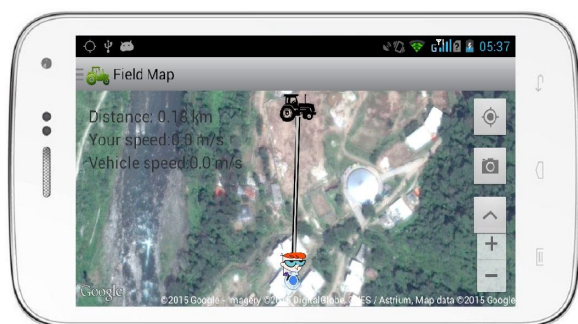 05:37
Field Map
Distance: 0.18 km
Your speed:0.0 m/s
Vehicle speed:0.0 m/s
Google
©2015 Google - Imagery ©2015 DigitalGlobe, / Astrium, Map data ©2015 Google